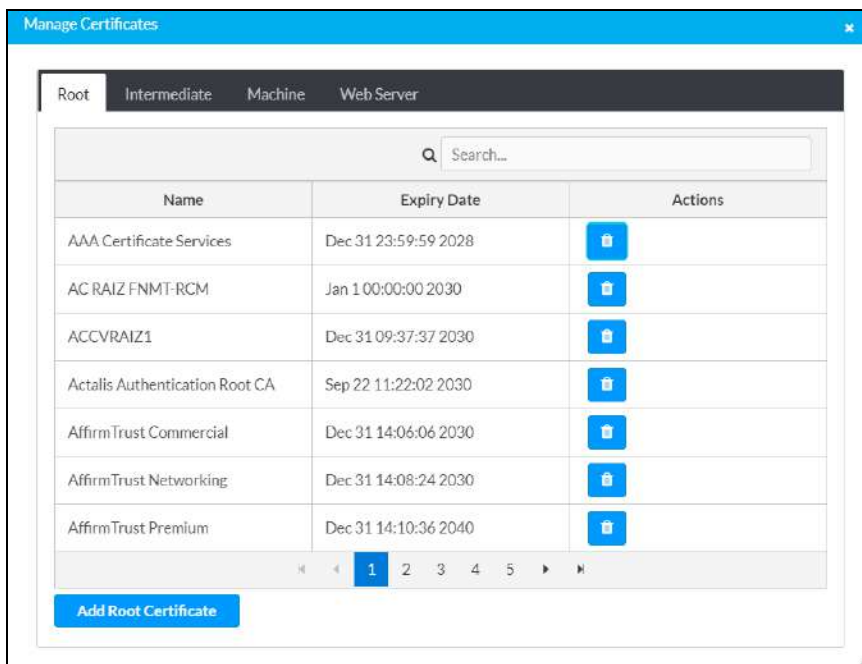 Manage Certificates
Root Intermediate Machine Web Server
Search...
Name Expiry Date Actions
AAA Certificate Services Dec 31 23:59:59 2028
AC RAIZ FNMT-RCM Jan 1 00:00:00 2030
ACCVRAIZ1 Dec 31 09:37:37 2030
Actalis Authentication Root CA Sep 22 11:22:02 2030
AffirmTrust Commercial Dec 31 14:06:06 2030
AffirmTrust Networking Dec 31 14:08:24 2030
AffirmTrust Premium Dec 31 14:10:36 2040
1 2 3 4 5
Add Root Certificate